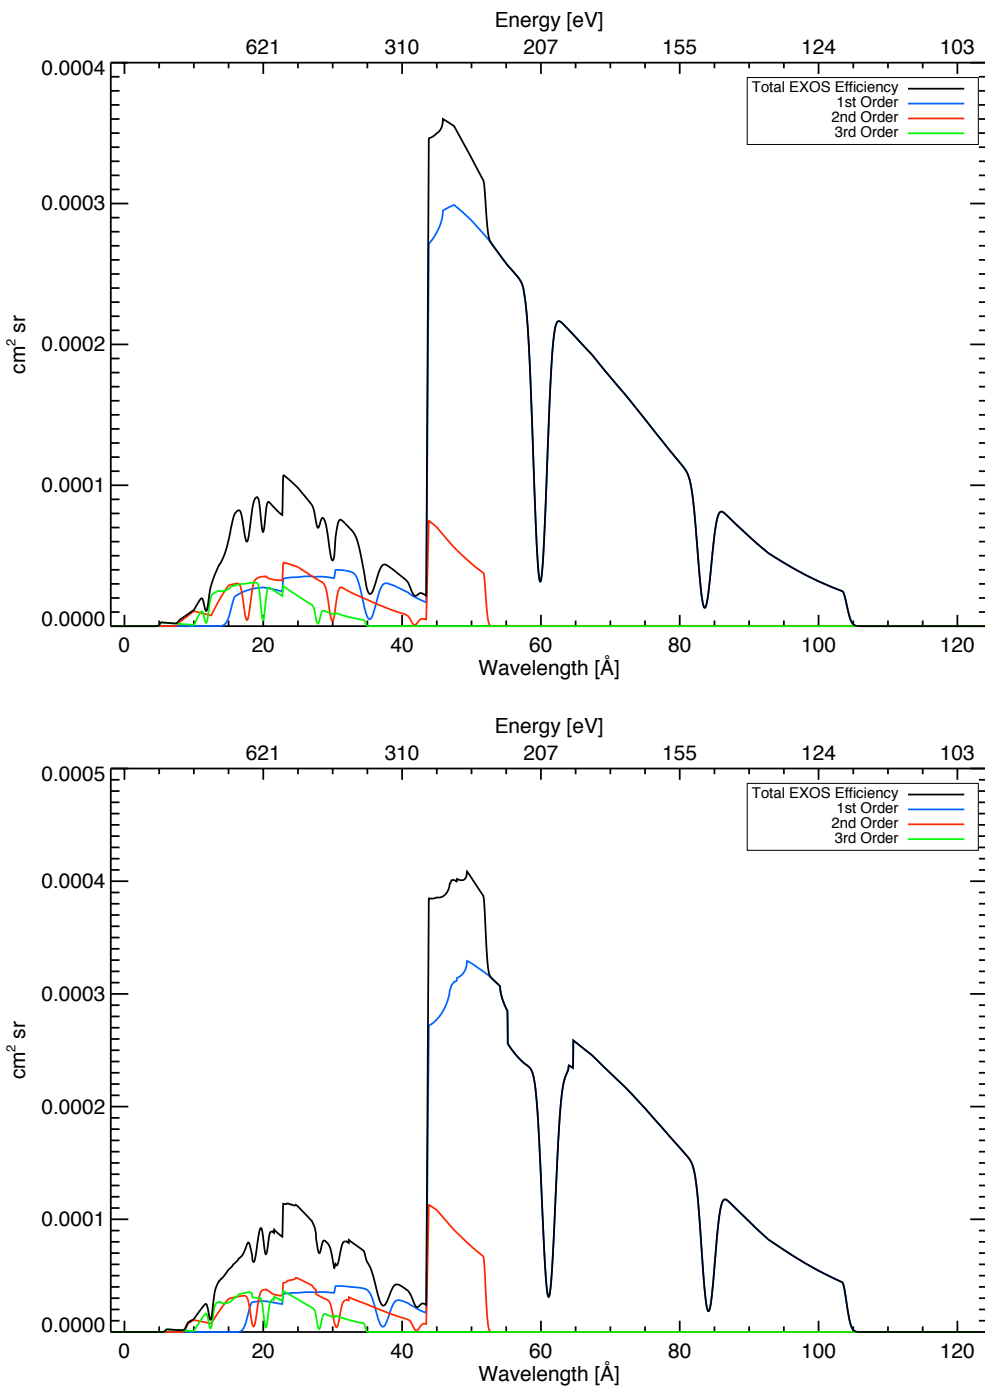 Energy [eV]
621 310 207 155 124 103
0.0004
Total EXOS Efficiency
1st Order
2nd Order
3rd Order
0.0003
cm² sr
0.0002
0.0001
0.0000
0 20 40 60 80 100 120
Wavelength [Å]
Energy [eV]
621 310 207 155 124 103
0.0005
Total EXOS Efficiency
1st Order
2nd Order
3rd Order
0.0004
0.0003
cm² sr
0.0002
0.0001
0.0000
0 20 40 60 80 100 120
Wavelength [Å]